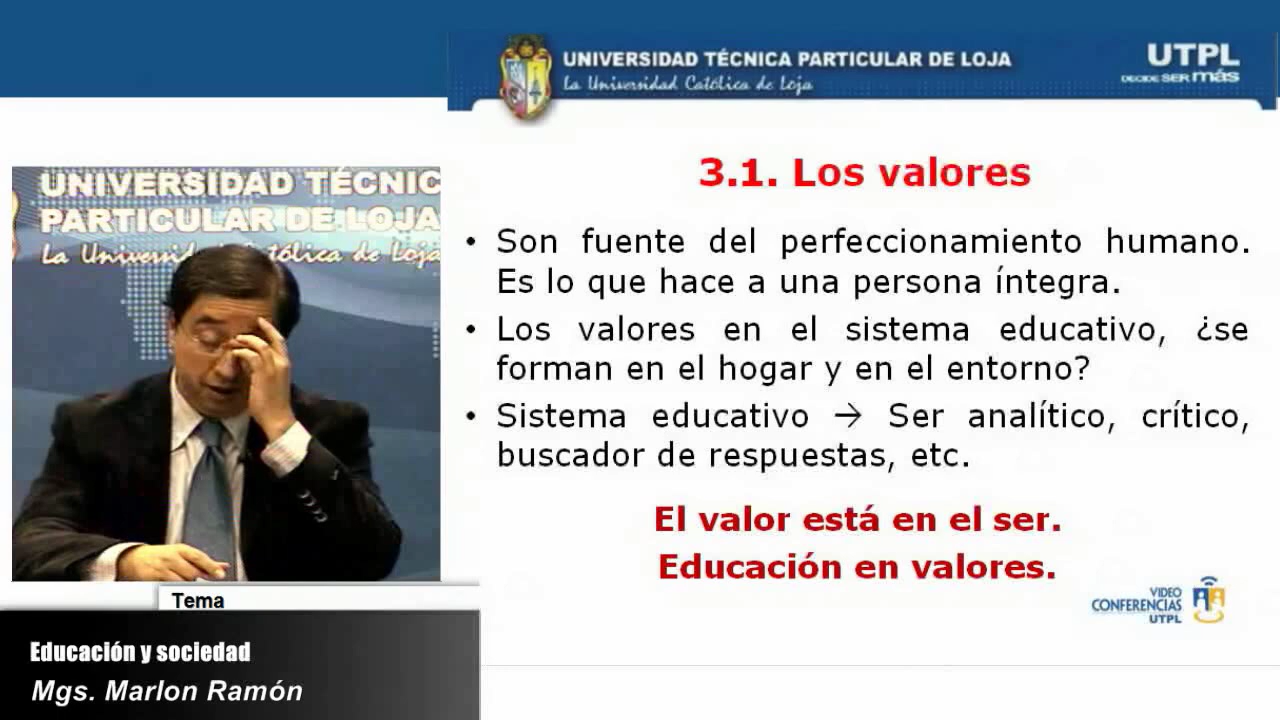 UNIVERSIDAD TÉCNICA PARTICULAR DE LOJA
La Universidad Católica de Loja
UTPL
DECIDE SER más
UNIVERSIDAD TÉCNIC
PARTICULAR DE LOJA
La Univers tólica de Loja
3.1. Los valores
• Son fuente del perfeccionamiento humano.
Es lo que hace a una persona íntegra.
• Los valores en el sistema educativo, ¿se
forman en el hogar y en el entorno?
• Sistema educativo → Ser analítico, crítico,
buscador de respuestas, etc.
El valor está en el ser.
Educación en valores.
VIDEO
CONFERENCIAS
UTPL
Tema
Educación y sociedad
Mgs. Marlon Ramón